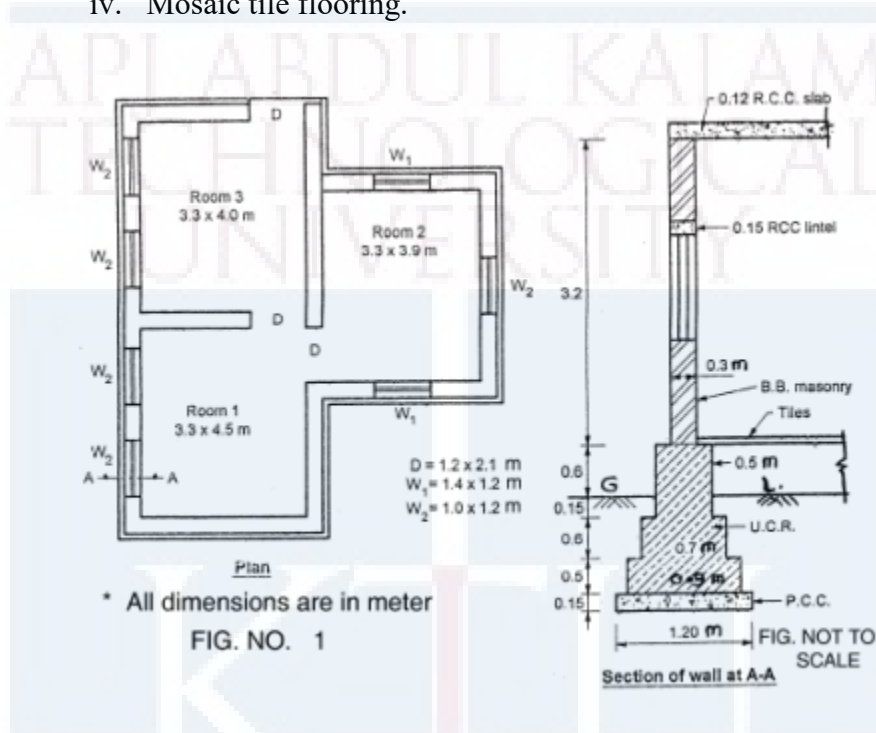 iv. Mosaic tile flooring.
API ABDUL KALAM
TECHNOLOGICAL
UNIVERSITY
D
W₂
Room 3
3.3 x 4.0 m
W₁
Room 2
3.3 x 3.9 m
W₂
W₂
D
D
W₂
Room 1
3.3 x 4.5 m
W₁
W₂
A
A
D = 1.2 x 2.1 m
W₁= 1.4 x 1.2 m
W₂= 1.0 x 1.2 m
Plan
* All dimensions are in meter
FIG. NO. 1
0.12 R.C.C. slab
0.15 RCC lintel
3.2
0.3 m
B.B. masonry
Tiles
0.6
0.5 m
G
L.
0.15
U.C.R.
0.6
0.7 m
0.5
0.9 m
0.15
P.C.C.
1.20 m
FIG. NOT TO
SCALE
Section of wall at A-A
KTU